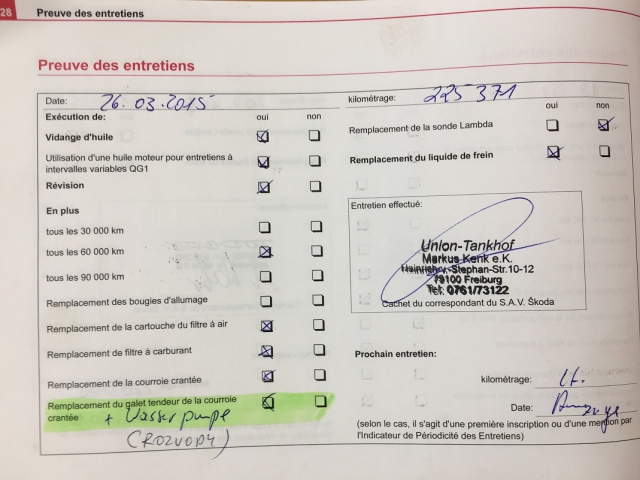 28
Preuve des entretiens
Preuve des entretiens
Date: 26.03.2015
kilométrage: 225 371
oui non
oui non
Exécution de:
Vidange d'huile
Utilisation d'une huile moteur pour entretiens à
intervalles variables QG1
Révision
En plus
tous les 30 000 km
tous les 60 000 km
tous les 90 000 km
Remplacement des bougies d'allumage
Remplacement de la cartouche du filtre à air
Remplacement de filtre à carburant
Remplacement de la courroie crantée
Remplacement du galet tendeur de la courroie
crantée + Wasserpumpe
(ROZVODY)
Remplacement de la sonde Lambda
Remplacement du liquide de frein
Entretien effectué:
Union-Tankhof
Markus Kenk e.K.
Heinrich-v.-Stephan-Str.10-12
79100 Freiburg
Tel. 0761/73122
Cachet du correspondant du S.A.V. Škoda
Prochain entretien:
kilométrage: Lt.
Date: Anzeige
(selon le cas, il s'agit d'une première inscription ou d'une mention par
l'Indicateur de Périodicité des Entretiens)